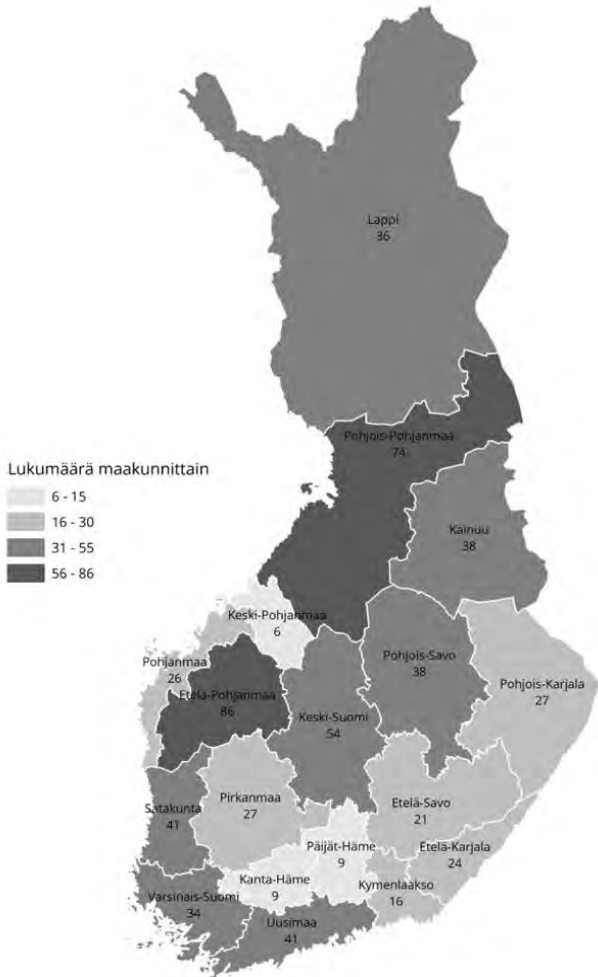 Lappi
36
Pohjois-Pohjanmaa
74
Lukumäärä maakunnittain
6 - 15
16 - 30
31 - 55
56 - 86
Kainuu
38
Keski-Pohjanmaa
6
Pohjanmaa
26
Etelä-Pohjanmaa
86
Pohjois-Savo
38
Pohjois-Karjala
27
Keski-Suomi
54
Satakunta
41
Pirkanmaa
27
Etelä-Savo
21
Päijät-Häme
9
Etelä-Karjala
24
Kanta-Häme
9
Kymenlaakso
16
Varsinais-Suomi
34
Uusimaa
41